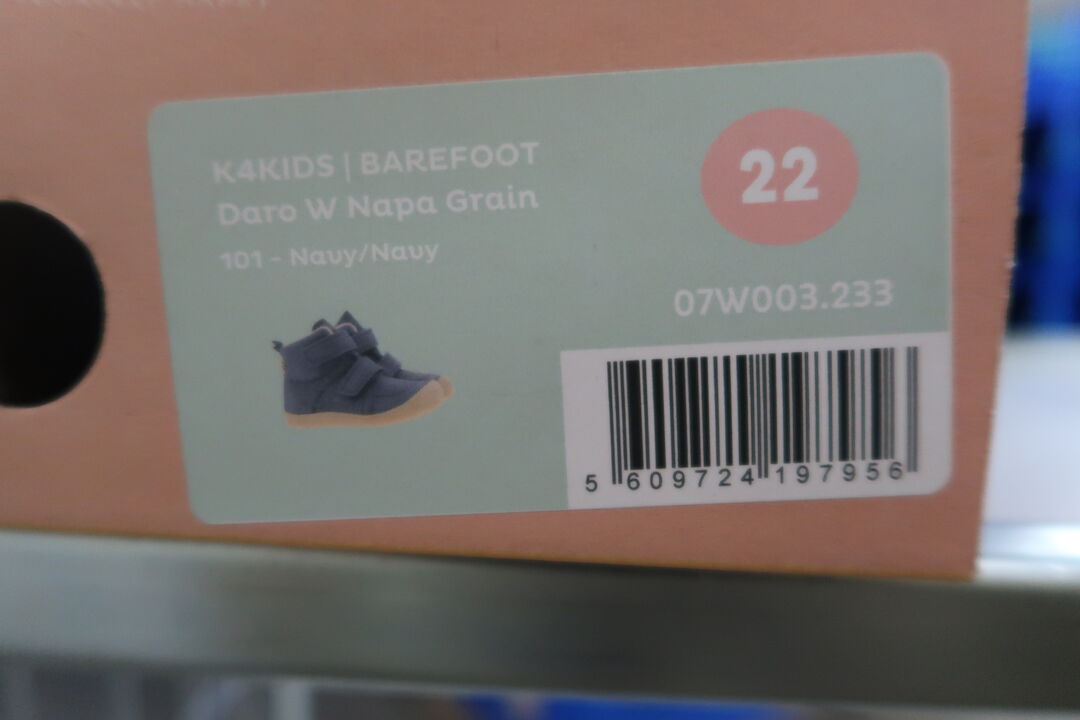 K4KIDS | BAREFOOT
Daro W Napa Grain
101 - Navy/Navy
22
07W003.233
5 609724 197956